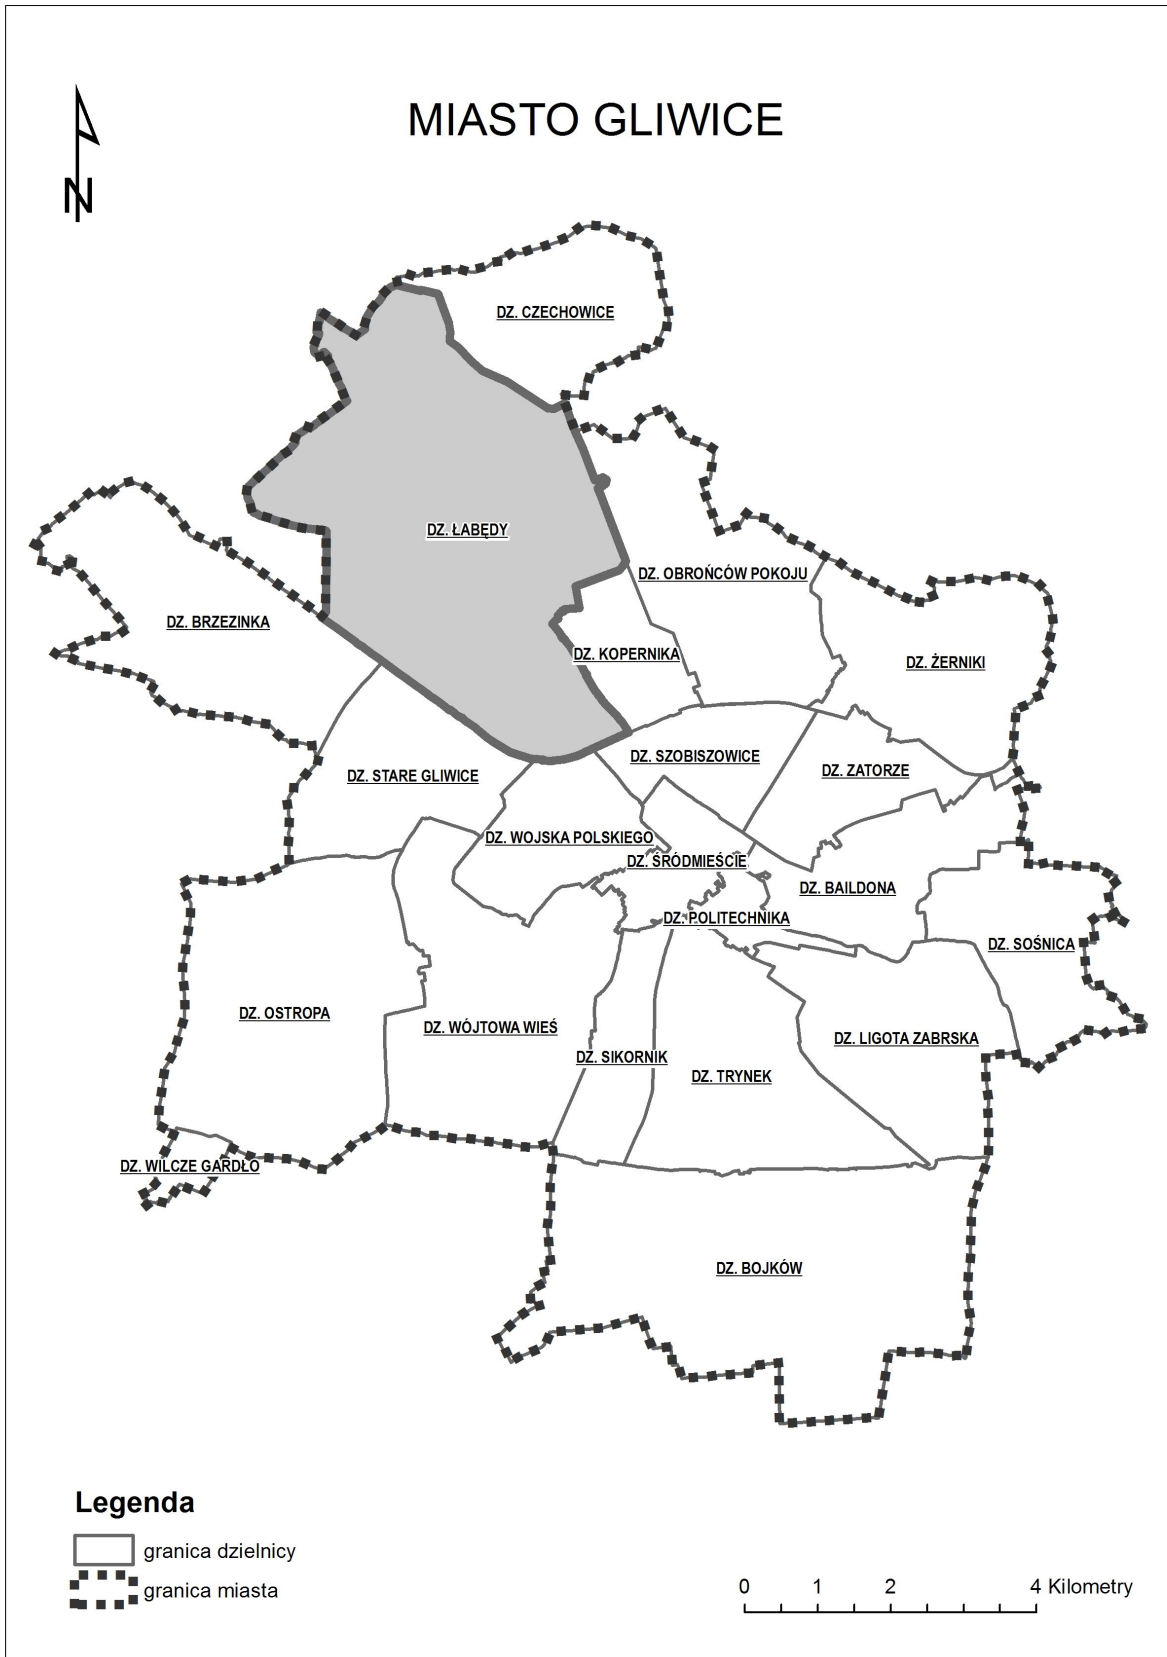 MIASTO GLIWICE
N
DZ. CZECHOWICE
DZ. ŁABĘDY
DZ. OBROŃCÓW POKOJU
DZ. BRZEZINKA
DZ. KOPERNIKA
DZ. ŻERNIKI
DZ. SZOBISZOWICE
DZ. ZATORZE
DZ. STARE GLIWICE
DZ. WOJSKA POLSKIEGO
DZ. ŚRÓDMIEŚCIE
DZ. BAILDONA
DZ. POLITECHNIKA
DZ. SOŚNICA
DZ. OSTROPA
DZ. WÓJTOWA WIEŚ
DZ. LIGOTA ZABRSKA
DZ. SIKORNIK
DZ. TRYNEK
DZ. WILCZE GARDŁO
DZ. BOJKÓW
Legenda
granica dzielnicy
granica miasta
0 1 2 4 Kilometry